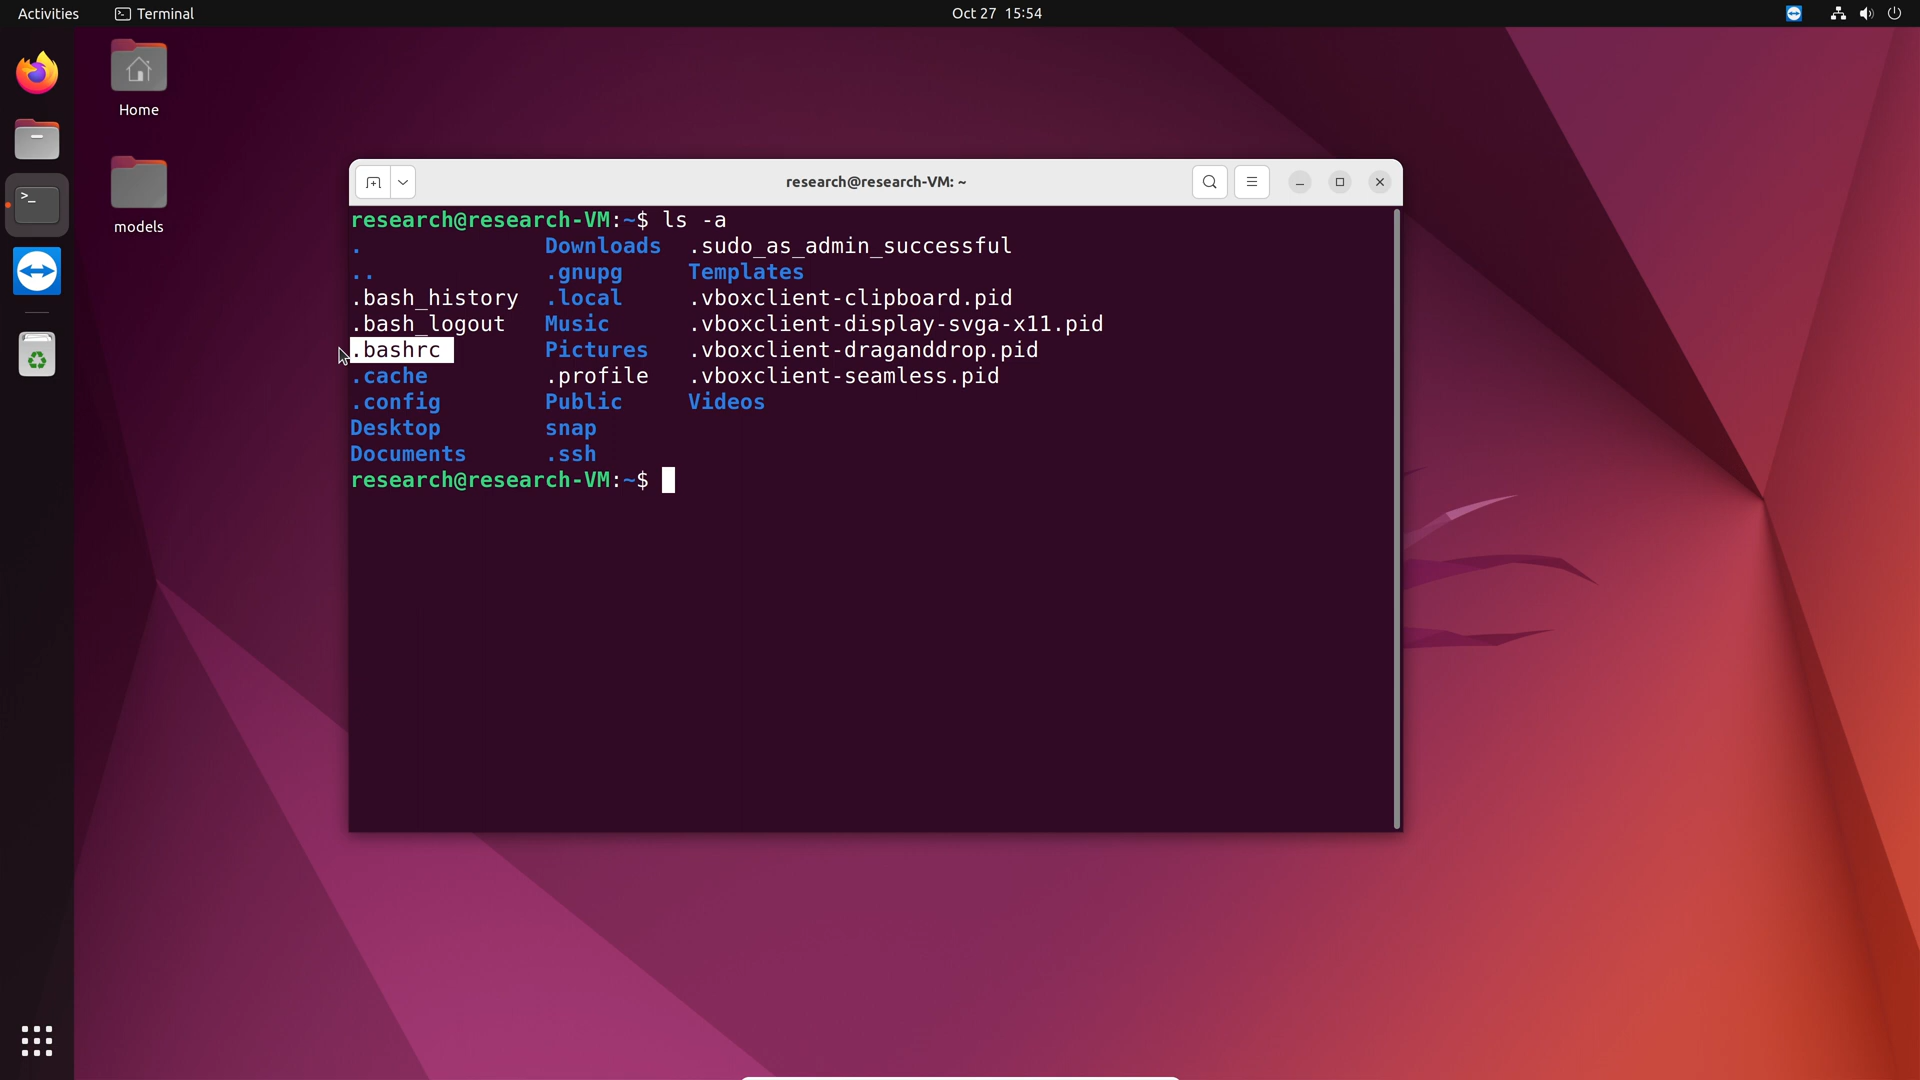 Activities Terminal Oct 27 15:54
Home
models
research@research-VM: ~
research@research-VM:~$ ls -a
. Downloads .sudo_as_admin_successful
.. .gnupg Templates
.bash_history .local .vboxclient-clipboard.pid
.bash_logout Music .vboxclient-display-svga-x11.pid
.bashrc Pictures .vboxclient-draganddrop.pid
.cache .profile .vboxclient-seamless.pid
.config Public Videos
Desktop snap
Documents .ssh
research@research-VM:~$